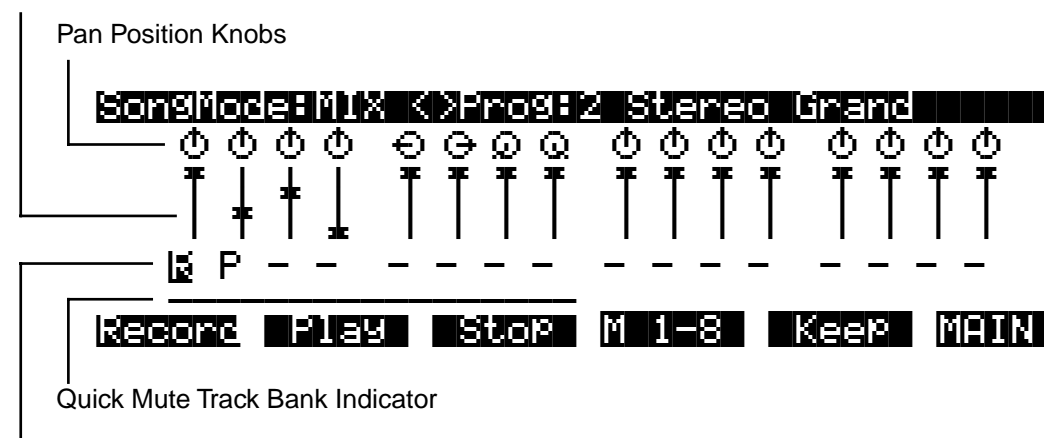 Pan Position Knobs
SongMode:MIX <>Prog:2 Stereo Grand
R P - - - - - - - - - - - - - -
Record Play Stop M 1-8 Keep MAIN
Quick Mute Track Bank Indicator